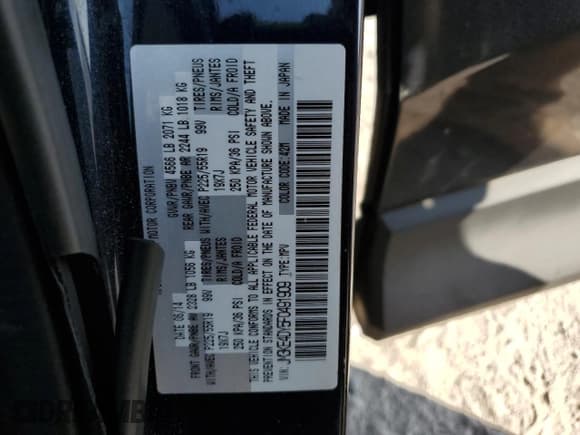 MOTOR CORPORATION
DATE 06/14 GVWR/PNBV 4566 LB 2071 KG
FRONT GAWR/PNBE AV 2328 LB 1056 KG REAR GAWR/PNBE AR 2244 LB 1018 KG
WITH/AVEC P225/55R19 99V TIRES/PNEUS WITH/AVEC P225/55R19 99V TIRES/PNEUS
19X7J RIMS/JANTES 19X7J RIMS/JANTES
250 KPA/36 PSI COLD/A FROID 250 KPA/36 PSI COLD/A FROID
THIS VEHICLE CONFORMS TO ALL APPLICABLE FEDERAL MOTOR VEHICLE SAFETY AND THEFT
PREVENTION STANDARDS IN EFFECT ON THE DATE OF MANUFACTURE SHOWN ABOVE.
VIN: JM3KE4DY5F0491909 TYPE:MPV COLOR CODE:42M MADE IN JAPAN